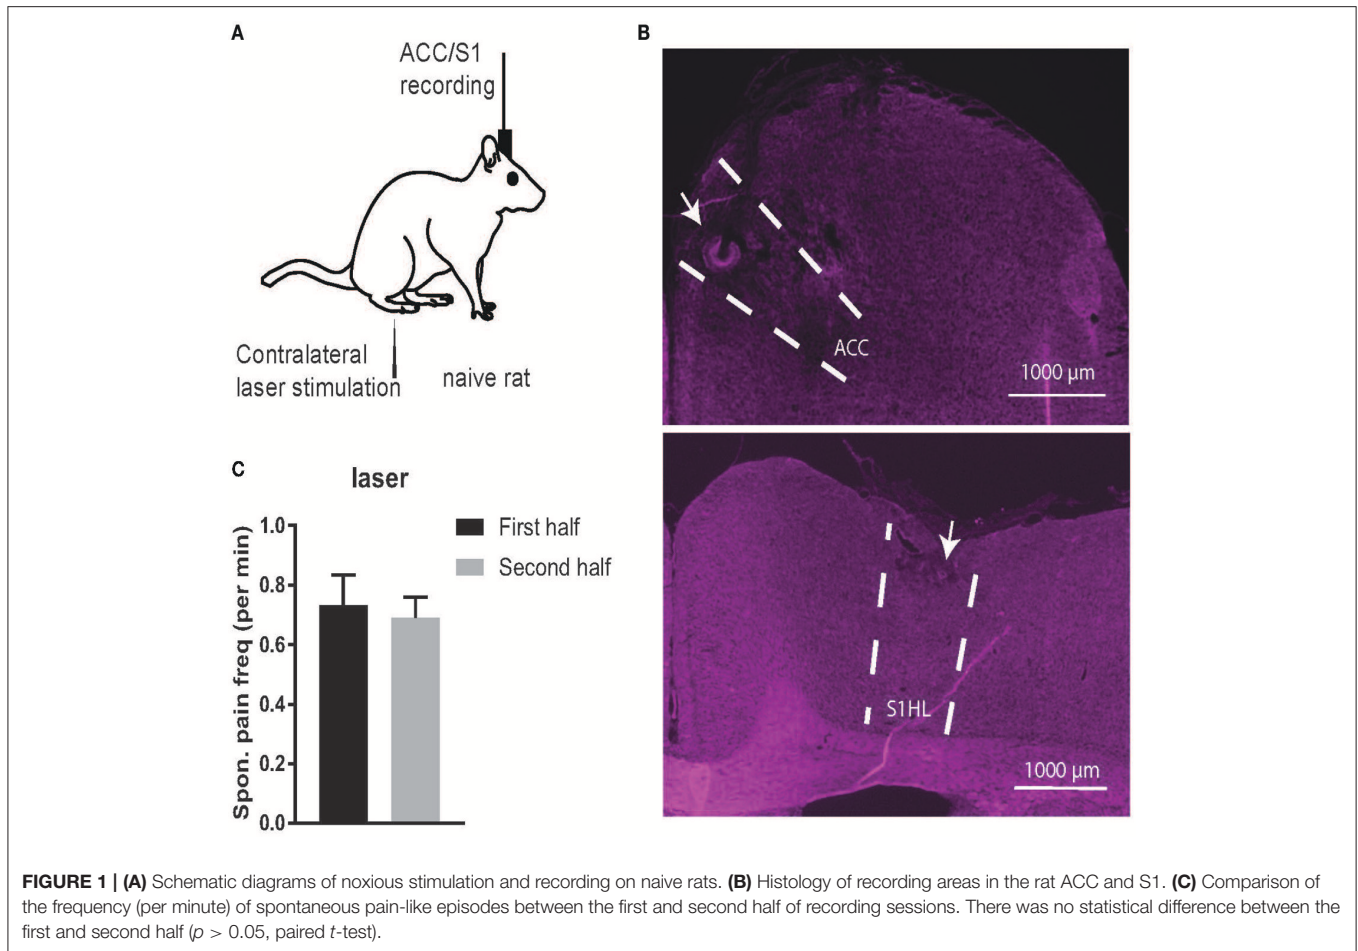 A
ACC/S1
recording
Contralateral
laser stimulation
naive rat
B
ACC
1000 µm
S1HL
1000 µm
C
laser
First half
Second half
Spon. pain freq (per min)
1.0
0.8
0.6
0.4
0.2
0.0
FIGURE 1 | (A) Schematic diagrams of noxious stimulation and recording on naive rats. (B) Histology of recording areas in the rat ACC and S1. (C) Comparison of
the frequency (per minute) of spontaneous pain-like episodes between the first and second half of recording sessions. There was no statistical difference between the
first and second half (p > 0.05, paired t-test).